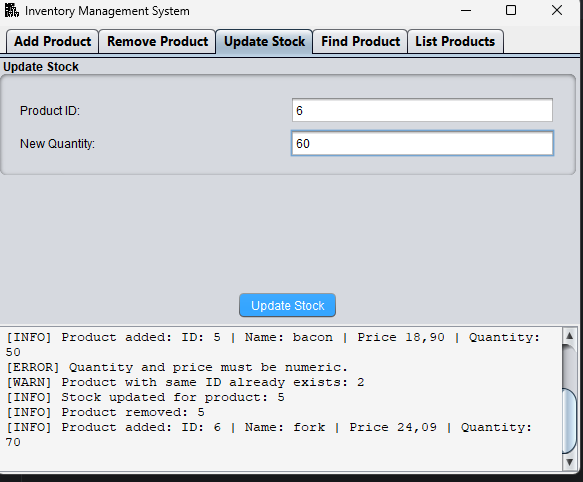 Inventory Management System
Add Product Remove Product Update Stock Find Product List Products
Update Stock
Product ID: 6
New Quantity: 60
Update Stock
[INFO] Product added: ID: 5 | Name: bacon | Price 18,90 | Quantity:
50
[ERROR] Quantity and price must be numeric.
[WARN] Product with same ID already exists: 2
[INFO] Stock updated for product: 5
[INFO] Product removed: 5
[INFO] Product added: ID: 6 | Name: fork | Price 24,09 | Quantity:
70